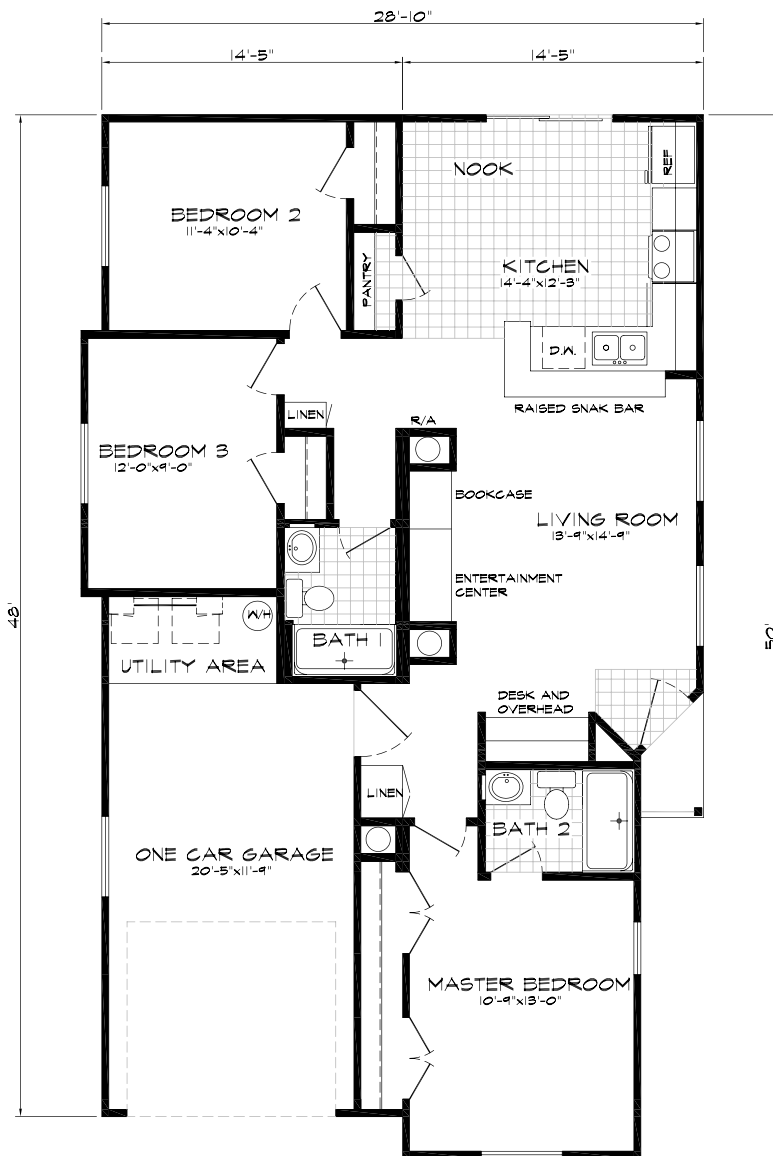 28'-10"
14'-5"
14'-5"
NOOK
REF
BEDROOM 2
11'-4"x10'-4"
PANTRY
KITCHEN
14'-4"x12'-3"
D.W.
RAISED SNAK BAR
LINEN
R/A
BEDROOM 3
12'-0"x9'-0"
BOOKCASE
LIVING ROOM
13'-9"x14'-9"
ENTERTAINMENT
CENTER
48'
50'
W/H
BATH 1
UTILITY AREA
DESK AND
OVERHEAD
LINEN
BATH 2
ONE CAR GARAGE
20'-5"x11'-9"
MASTER BEDROOM
10'-9"x13'-0"